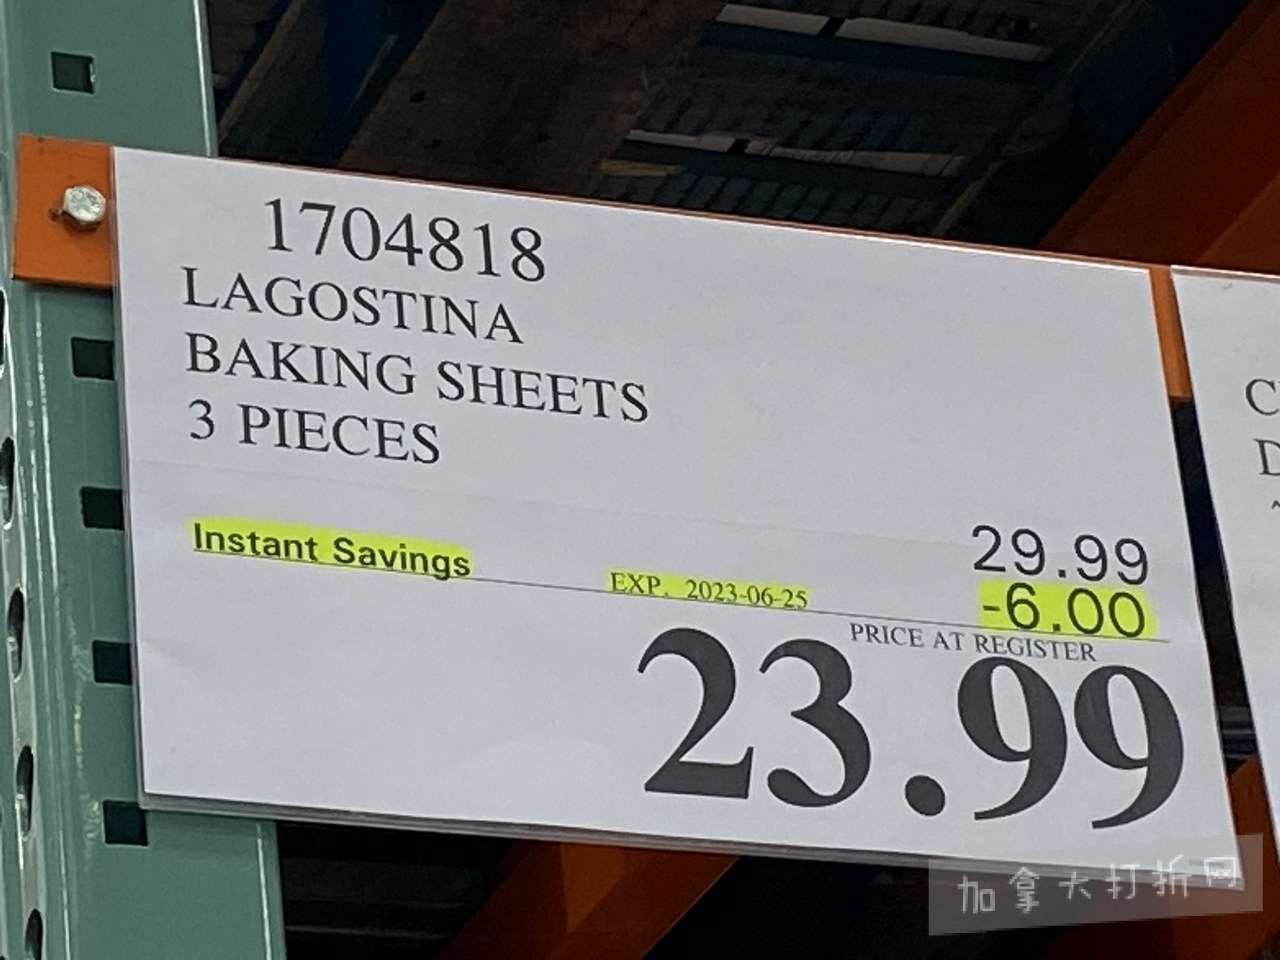 1704818
LAGOSTINA
BAKING SHEETS
3 PIECES
29.99
Instant Savings EXP. 2023-06-25 -6.00
PRICE AT REGISTER
23.99
C
D
加拿大打折网